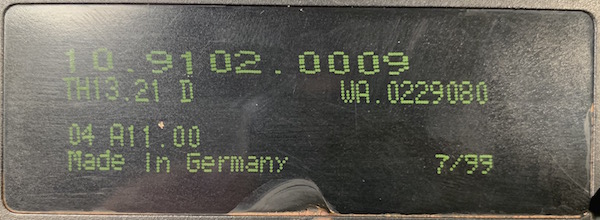 10.9102.0009
TH13.21 D WA.0229080
04 A11.00
Made in Germany 7/99